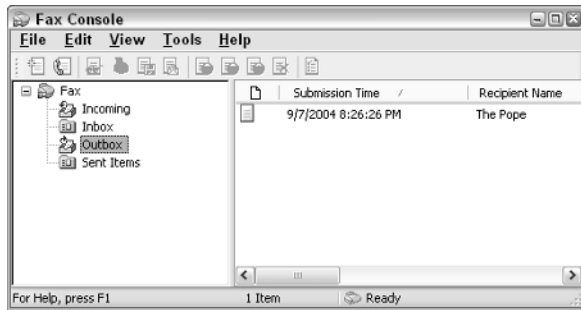 Fax Console
File Edit View Tools Help
Fax
Incoming
Inbox
Outbox
Sent Items
Submission Time Recipient Name
9/7/2004 8:26:26 PM The Pope
For Help, press F1 1 Item Ready